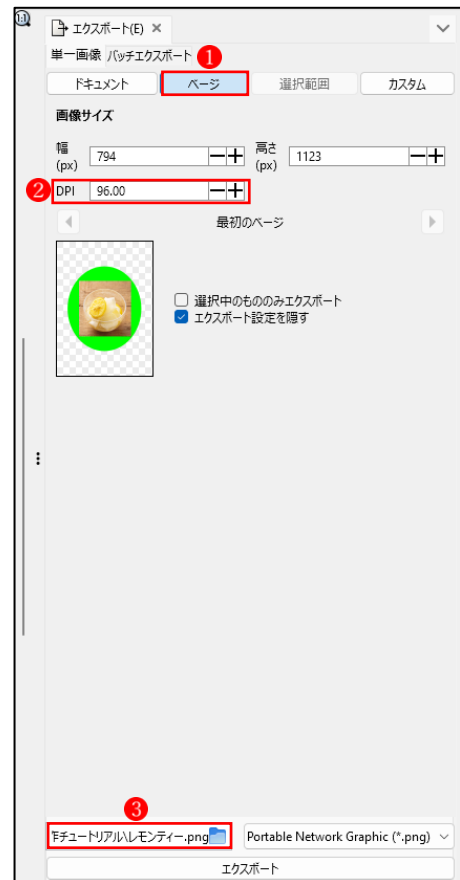 エクスポート(E) ×
単一画像 バッチエクスポート
1
ドキュメント ページ 選択範囲 カスタム
画像サイズ
幅(px) 794 高さ(px) 1123
2
DPI 96.00
最初のページ
選択中のもののみエクスポート
エクスポート設定を隠す
3
チュートリアル\レモンティー.png Portable Network Graphic (*.png)
エクスポート